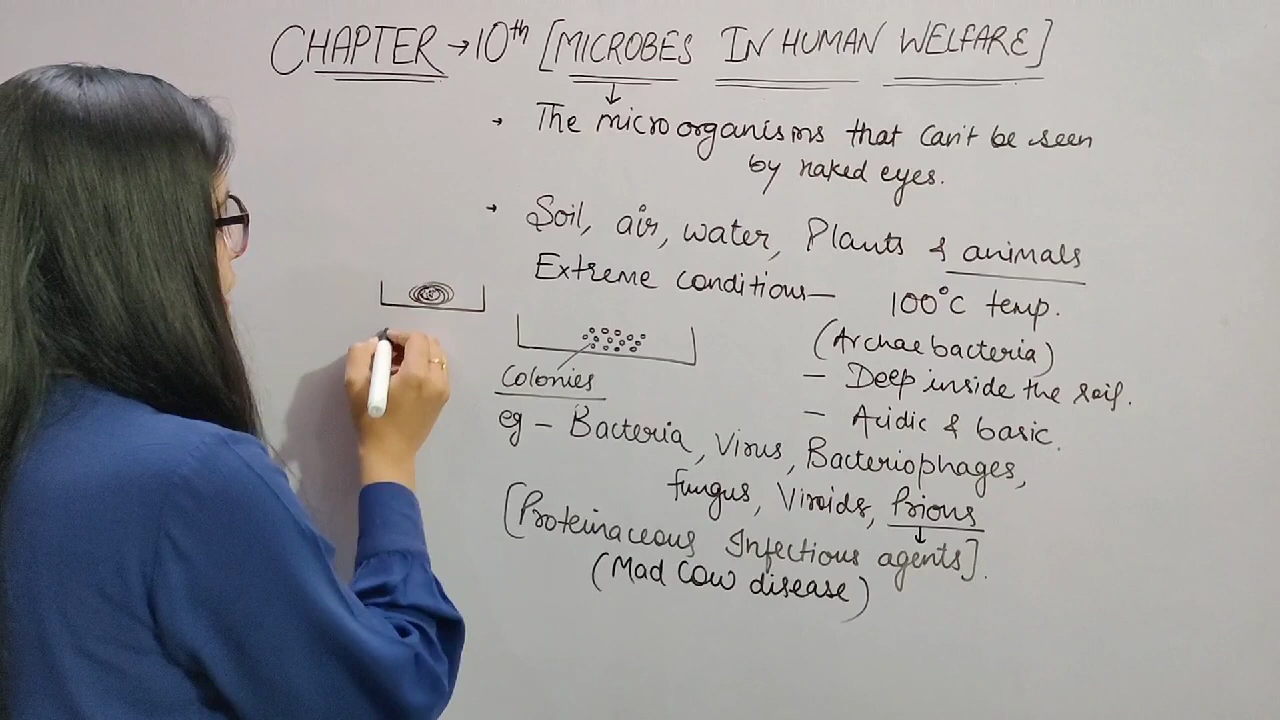 CHAPTER → 10th [MICROBES IN HUMAN WELFARE]
→ The microorganisms that can't be seen
by naked eyes.
→ Soil, air, water, Plants & animals
Extreme conditions— 100°C temp.
(Archaebacteria)
— Deep inside the soil.
Colonies
— Acidic & basic.
eg — Bacteria, Virus, Bacteriophages,
fungus, Viroids, Prions
[Proteinaceous Infectious agents].
(Mad Cow disease)